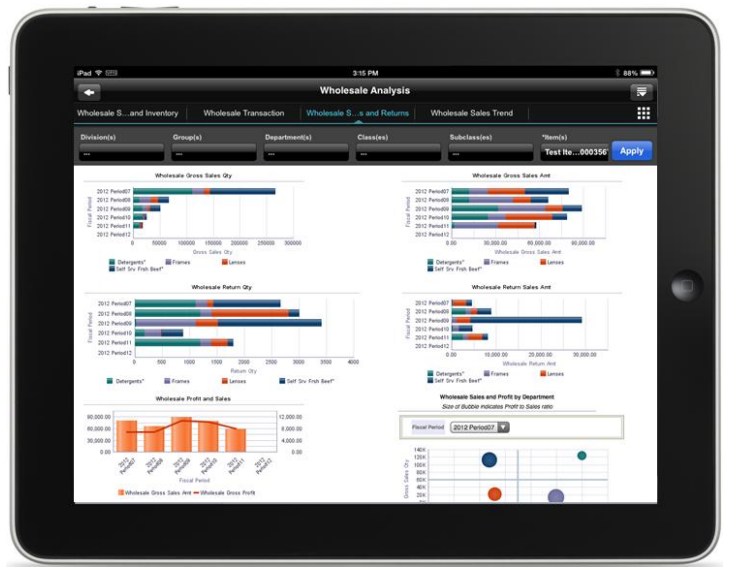 iPad
3:15 PM
88%
Wholesale Analysis
Wholesale S...and Inventory
Wholesale Transaction
Wholesale S...s and Returns
Wholesale Sales Trend
Division(s)
Group(s)
Department(s)
Class(es)
Subclass(es)
*Item(s)
---
---
---
---
---
Test Ite...000356'
Apply
Wholesale Gross Sales Qty
Fiscal Period
2012 Period07
2012 Period08
2012 Period09
2012 Period10
2012 Period11
2012 Period12
0 50000 100000 150000 200000 250000 300000
Gross Sales Qty
Detergents" Frames Lenses
Self Srv Frsh Beef"
Wholesale Gross Sales Amt
Fiscal Period
2012 Period07
2012 Period08
2012 Period09
2012 Period10
2012 Period11
2012 Period12
0.00 30,000.00 60,000.00 90,000.00
Wholesale Gross Sales Amt
Detergents" Frames Lenses
Self Srv Frsh Beef"
Wholesale Return Qty
Fiscal Period
2012 Period07
2012 Period08
2012 Period09
2012 Period10
2012 Period11
2012 Period12
0 500 1000 1500 2000 2500 3000 3500 4000
Return Qty
Detergents" Frames Lenses
Self Srv Frsh Beef"
Wholesale Return Sales Amt
Fiscal Period
2012 Period07
2012 Period08
2012 Period09
2012 Period10
2012 Period11
2012 Period12
0.00 10,000.00 20,000.00 30,000.00
Wholesale Return Amt
Detergents" Frames Lenses
Self Srv Frsh Beef"
Wholesale Profit and Sales
90,000.00
60,000.00
30,000.00
0.00
12,000.00
8,000.00
4,000.00
0.00
2012 Period07
2012 Period08
2012 Period09
2012 Period10
2012 Period11
2012 Period12
Fiscal Period
Wholesale Gross Sales Amt Wholesale Gross Profit
Wholesale Sales and Profit by Department
Size of Bubble indicates Profit to Sales ratio
Fiscal Period 2012 Period07
Gross Sales Qty
140K
120K
100K
80K
60K
40K
20K